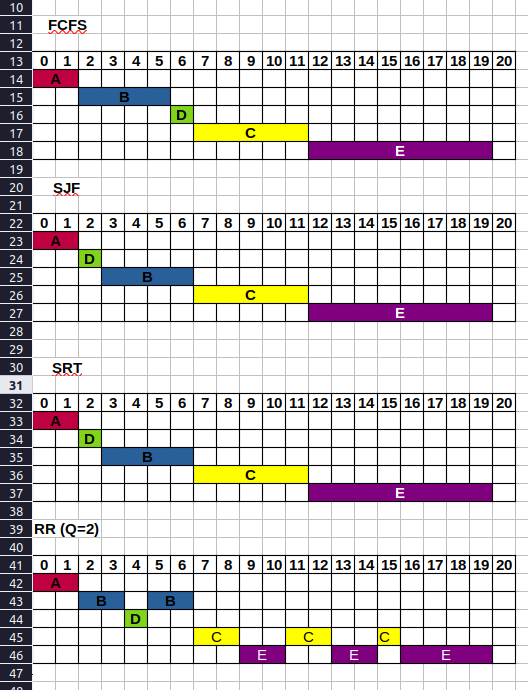 10
11 FCFS
12
13 0 1 2 3 4 5 6 7 8 9 10 11 12 13 14 15 16 17 18 19 20
14 A
15 B
16 D
17 C
18 E
19
20 SJF
21
22 0 1 2 3 4 5 6 7 8 9 10 11 12 13 14 15 16 17 18 19 20
23 A
24 D
25 B
26 C
27 E
28
29
30 SRT
31
32 0 1 2 3 4 5 6 7 8 9 10 11 12 13 14 15 16 17 18 19 20
33 A
34 D
35 B
36 C
37 E
38
39 RR (Q=2)
40
41 0 1 2 3 4 5 6 7 8 9 10 11 12 13 14 15 16 17 18 19 20
42 A
43 B B
44 D
45 C C C
46 E E E
47